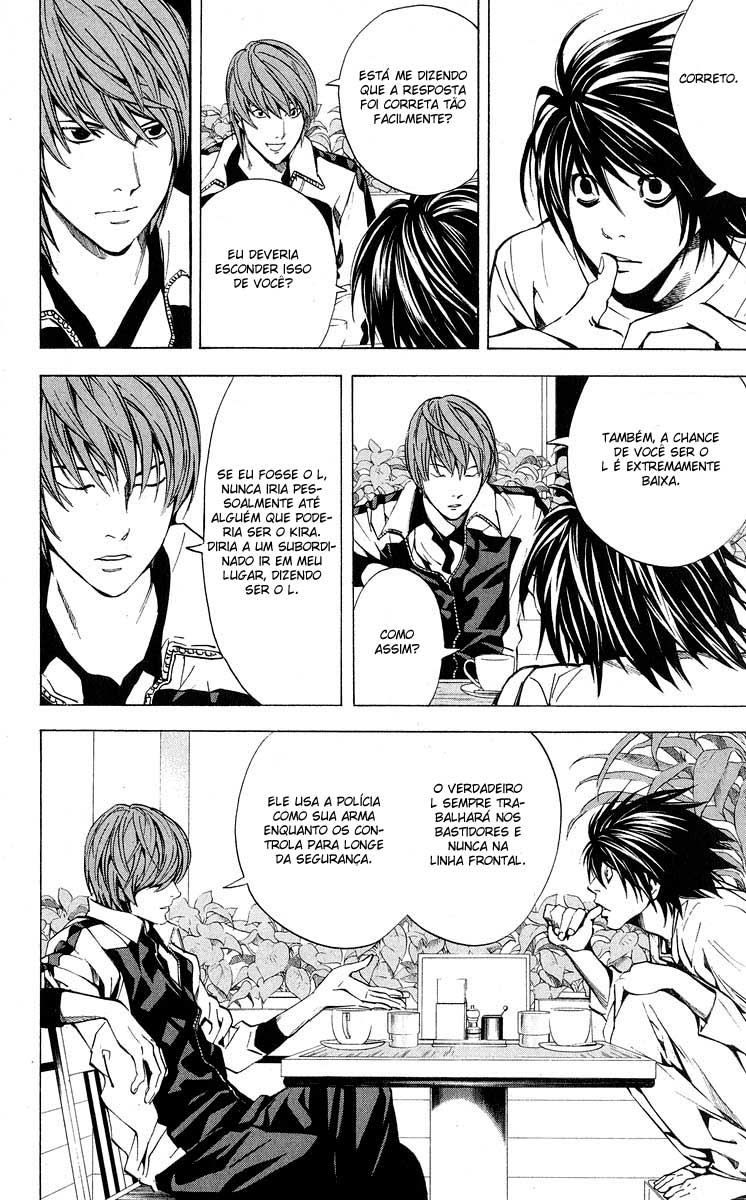 CORRETO.
ESTÁ ME DIZENDO
QUE A RESPOSTA
FOI CORRETA TÃO
FACILMENTE?
EU DEVERIA
ESCONDER ISSO
DE VOCÊ?
TAMBÉM, A CHANCE
DE VOCÊ SER O
L É EXTREMAMENTE
BAIXA.
COMO
ASSIM?
SE EU FOSSE O L,
NUNCA IRIA PES-
SOALMENTE ATÉ
ALGUÉM QUE PODE-
RIA SER O KIRA.
DIRIA A UM SUBORDI-
NADO IR EM MEU
LUGAR, DIZENDO
SER O L.
O VERDADEIRO
L SEMPRE TRA-
BALHARÁ NOS
BASTIDORES E
NUNCA NA
LINHA FRONTAL.
ELE USA A POLÍCIA
COMO SUA ARMA
ENQUANTO OS CON-
TROLA PARA LONGE
DA SEGURANÇA.